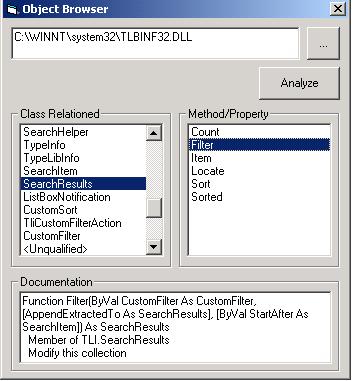 Object Browser
C:\WINNT\system32\TLBINF32.DLL
...
Analyze
Class Relationed
SearchHelper
TypeInfo
TypeLibInfo
SearchItem
SearchResults
ListBoxNotification
CustomSort
TliCustomFilterAction
CustomFilter
<Unqualified>
Method/Property
Count
Filter
Item
Locate
Sort
Sorted
Documentation
Function Filter(ByVal CustomFilter As CustomFilter,
[AppendExtractedTo As SearchResults], [ByVal StartAfter As
SearchItem]) As SearchResults
Member of TLI.SearchResults
Modify this collection